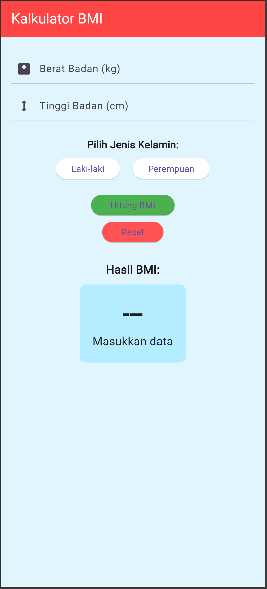 Kalkulator BMI
Berat Badan (kg)
Tinggi Badan (cm)
Pilih Jenis Kelamin:
Laki-laki Perempuan
Hitung BMI
Reset
Hasil BMI:
---
Masukkan data